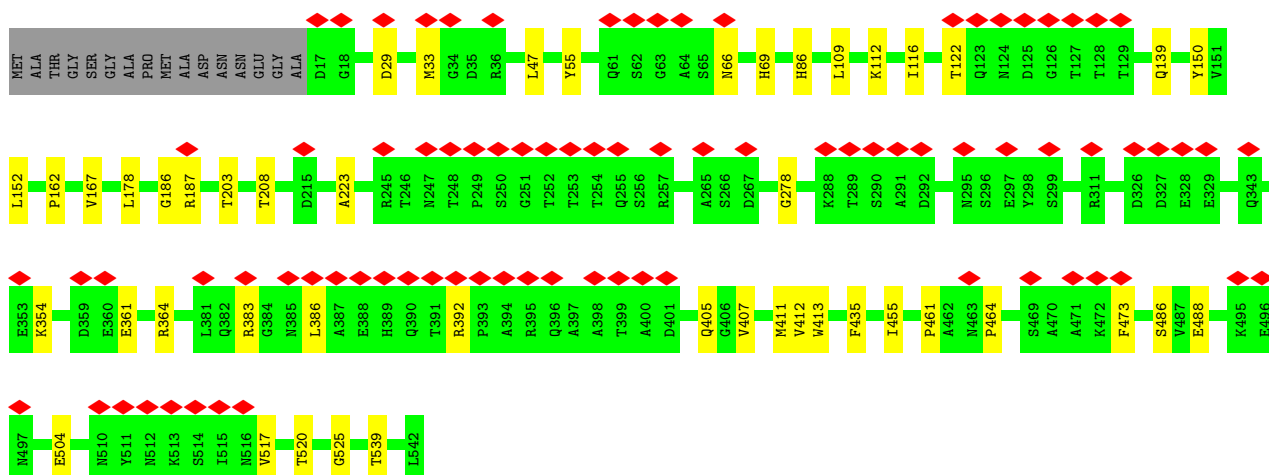 MET ALA THR GLY SER GLY ALA PRO MET ALA ASP ASN ASN GLU GLY ALA D17 G18 D29 M33 G34 D35 R36 L47 Y55 Q61 S62 G63 A64 S65 N66 H69 H86 L109 K112 I116 T122 Q123 N124 D125 G126 T127 T128 T129 Q139 Y150 V151
L152 P162 V167 L178 G186 R187 T203 T208 D215 A223 R245 T246 N247 T248 P249 S250 G251 T252 T253 T254 Q255 S256 R257 A265 S266 D267 G278 K288 T289 S290 A291 D292 N295 S296 E297 Y298 S299 R311 D326 D327 E328 E329 Q343
E353 K354 D359 E360 E361 R364 L381 Q382 R383 G384 N385 L386 A387 E388 H389 Q390 T391 R392 P393 A394 R395 Q396 A397 A398 T399 A400 D401 Q405 G406 V407 M411 V412 W413 F435 I455 P461 A462 N463 P464 S469 A470 A471 K472 F473 S486 V487 E488 K495 E496
N497 E504 N510 Y511 N512 K513 S514 I515 N516 V517 T520 G525 T539 L542